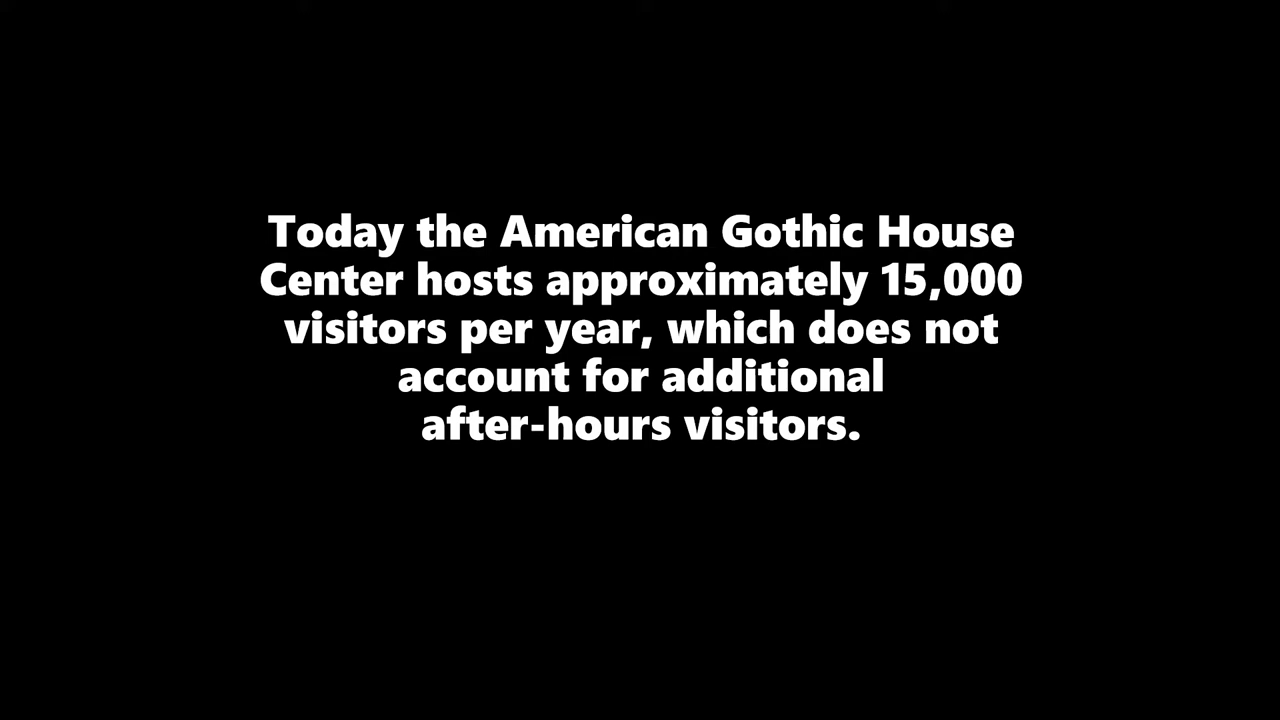 Today the American Gothic House
Center hosts approximately 15,000
visitors per year, which does not
account for additional
after-hours visitors.